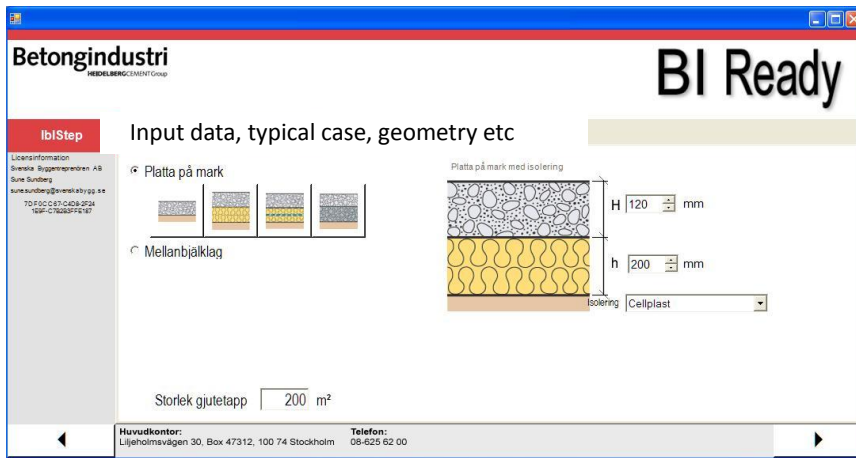 Betongindustri
HEIDELBERGCEMENT Group
BI Ready
lblStep
Input data, typical case, geometry etc
Licensinformation
Svenska Byggentreprenören AB
Sune Sundberg
sune.sundberg@svenskabygg.se
Platta på mark
Mellanbjälklag
Platta på mark med isolering
H 120 mm
h 200 mm
Isolering Cellplast
Storlek gjutetapp 200 m²
Huvudkontor:
Liljeholmsvägen 30, Box 47312, 100 74 Stockholm
Telefon:
08-625 62 00